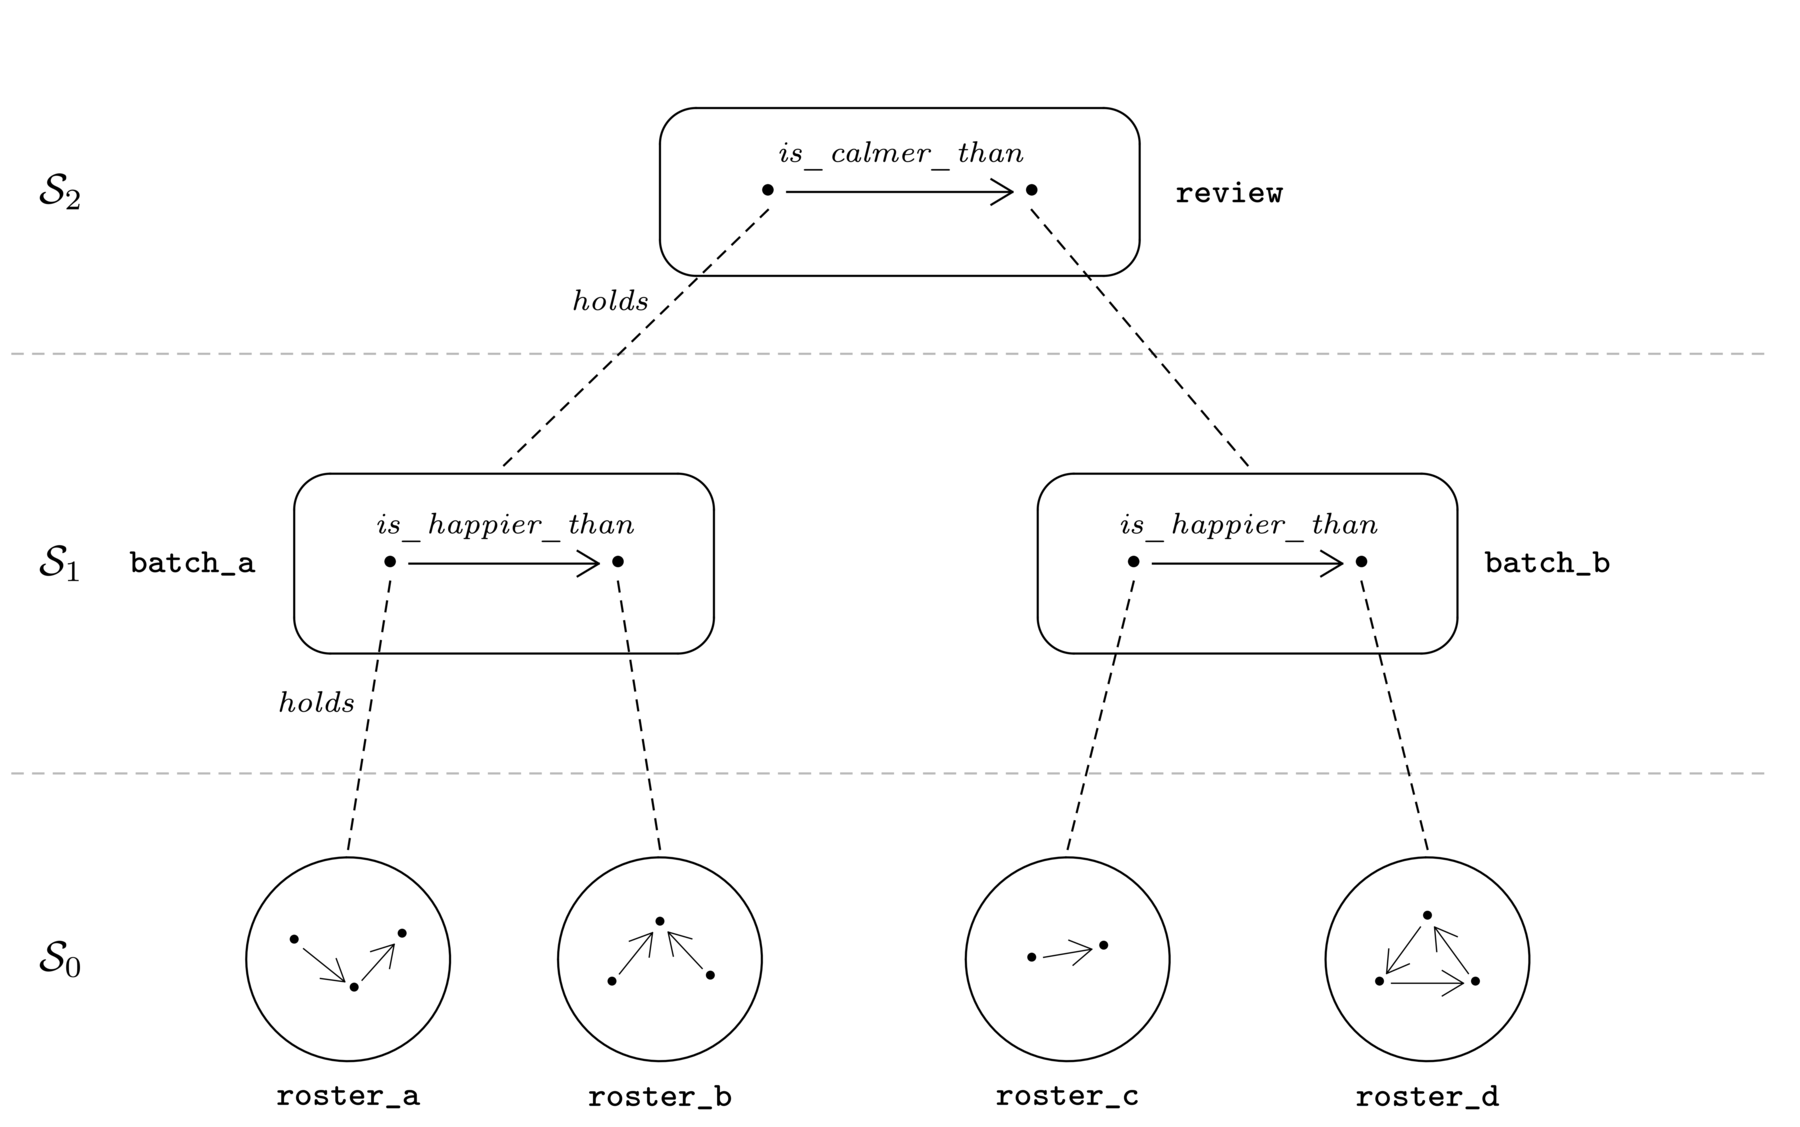 is_calmer_than
S₂
review
holds
is_happier_than
is_happier_than
S₁
batch_a
batch_b
holds
S₀
roster_a
roster_b
roster_c
roster_d